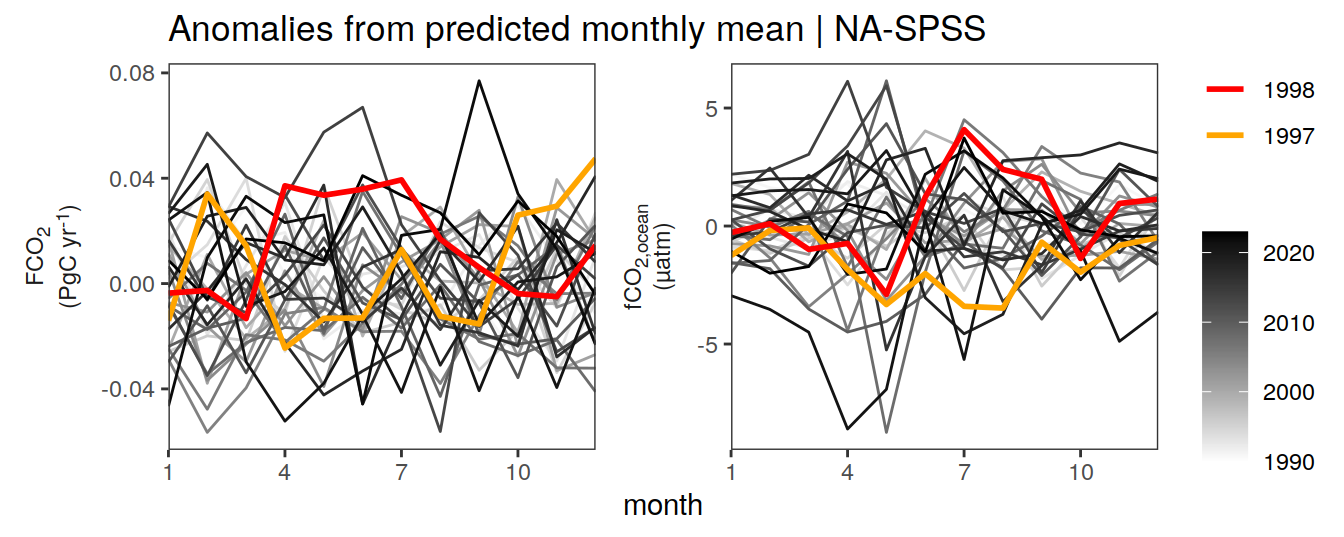 Anomalies from predicted monthly mean | NA-SPSS
FCO₂
(PgC yr⁻¹)
0.08
0.04
0.00
-0.04
1 4 7 10
fCO₂,ocean
(µatm)
5
0
-5
1 4 7 10
month
1998
1997
2020
2010
2000
1990